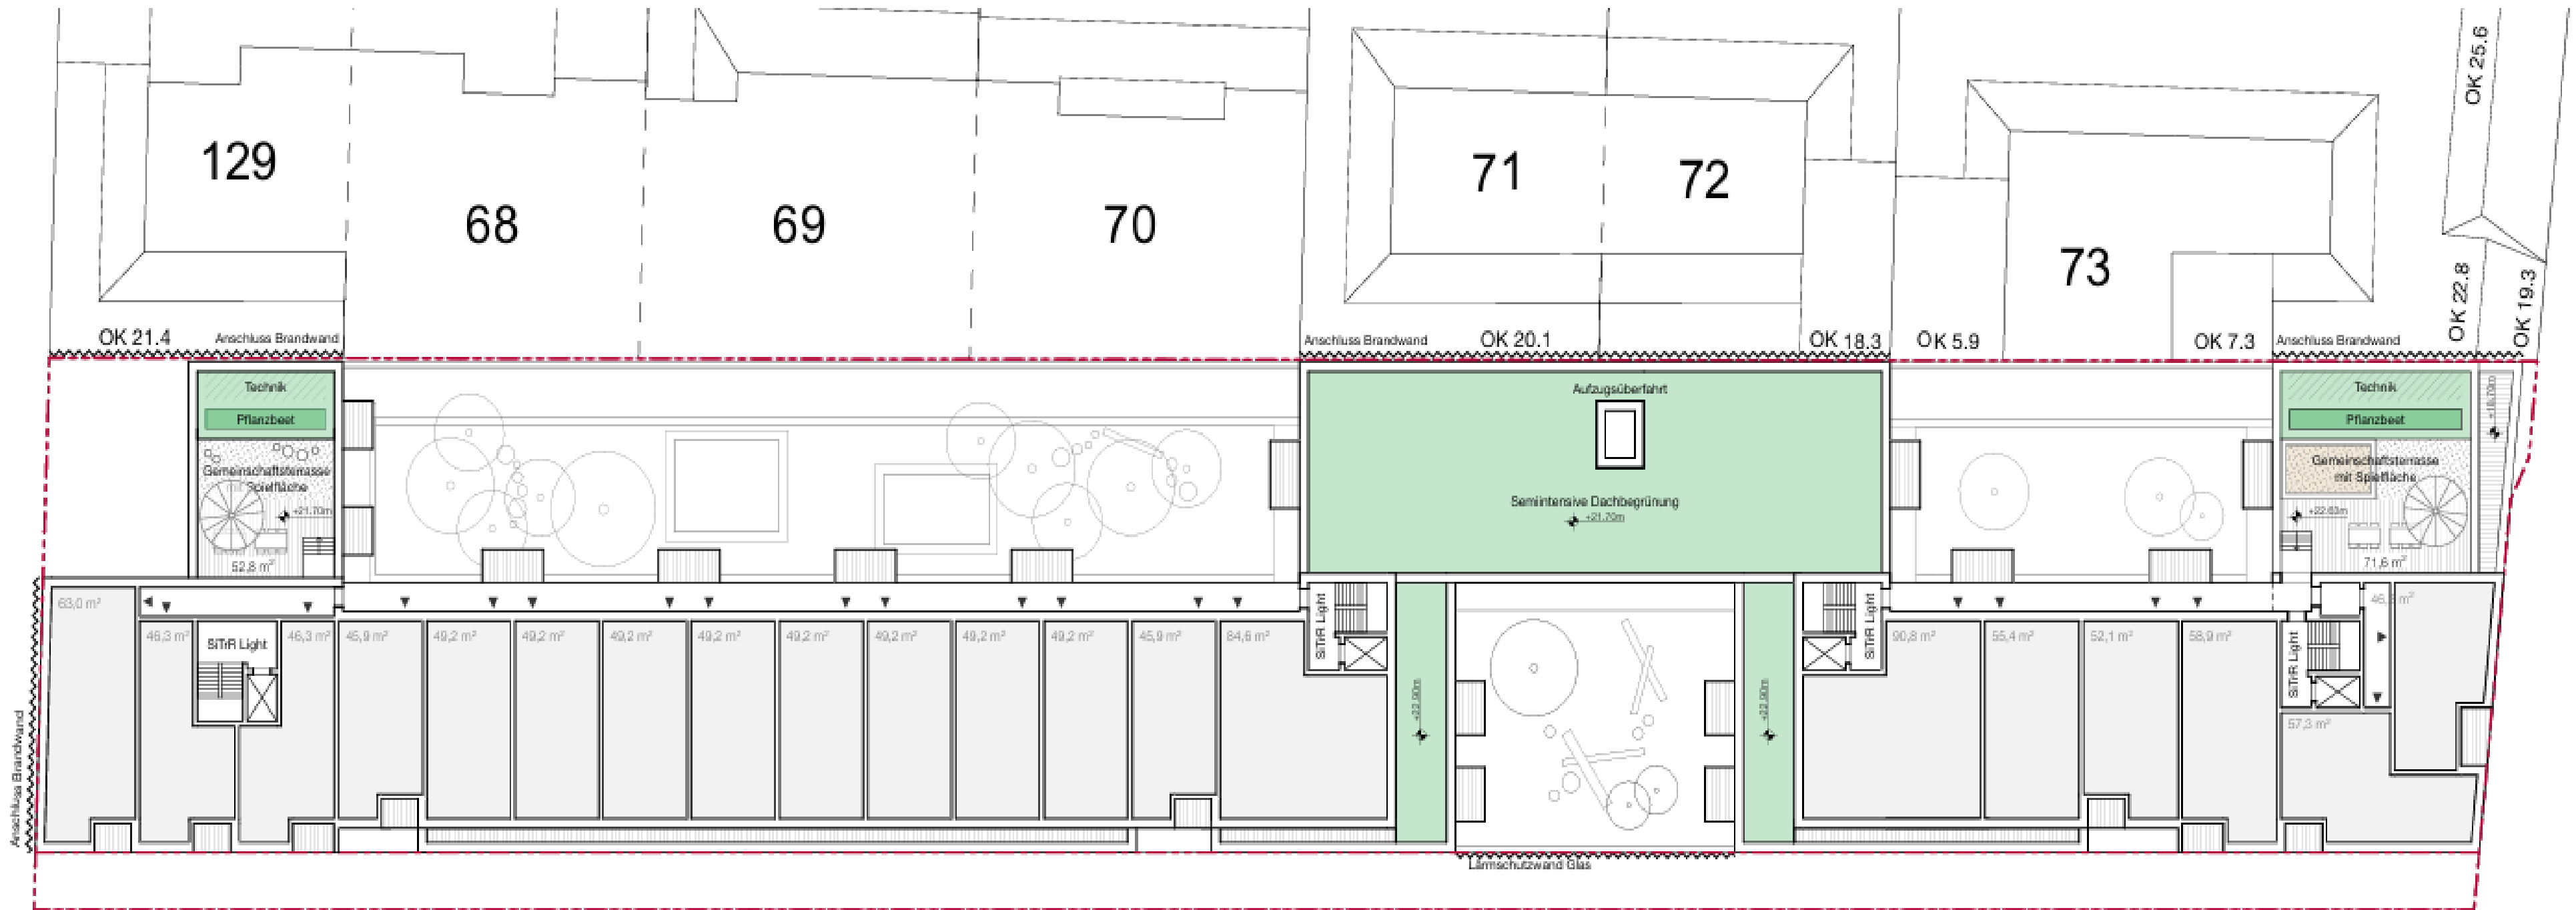 OK 25.6
129
68
69
70
71
72
73
OK 22.8
OK 19.3
OK 21.4
Anschluss Brandwand
Anschluss Brandwand
OK 20.1
OK 18.3
OK 5.9
OK 7.3
Anschluss Brandwand
Technik
Pflanzbeet
Gemeinschaftsterrasse
mit Spielfläche
+21.70m
52,8 m²
Aufzugsüberfahrt
Semiintensive Dachbegrünung
+21.70m
Technik
Pflanzbeet
Gemeinschaftsterrasse
mit Spielfläche
+22.63m
71,6 m²
63,0 m²
46,3 m²
SiTrR Light
46,3 m²
45,9 m²
49,2 m²
49,2 m²
49,2 m²
49,2 m²
49,2 m²
49,2 m²
49,2 m²
49,2 m²
45,9 m²
84,6 m²
SiTrR Light
+22.90m
+22.90m
SiTrR Light
90,8 m²
55,4 m²
52,1 m²
58,9 m²
SiTrR Light
57,3 m²
Anschluss Brandwand
Lärmschutzwand Glas